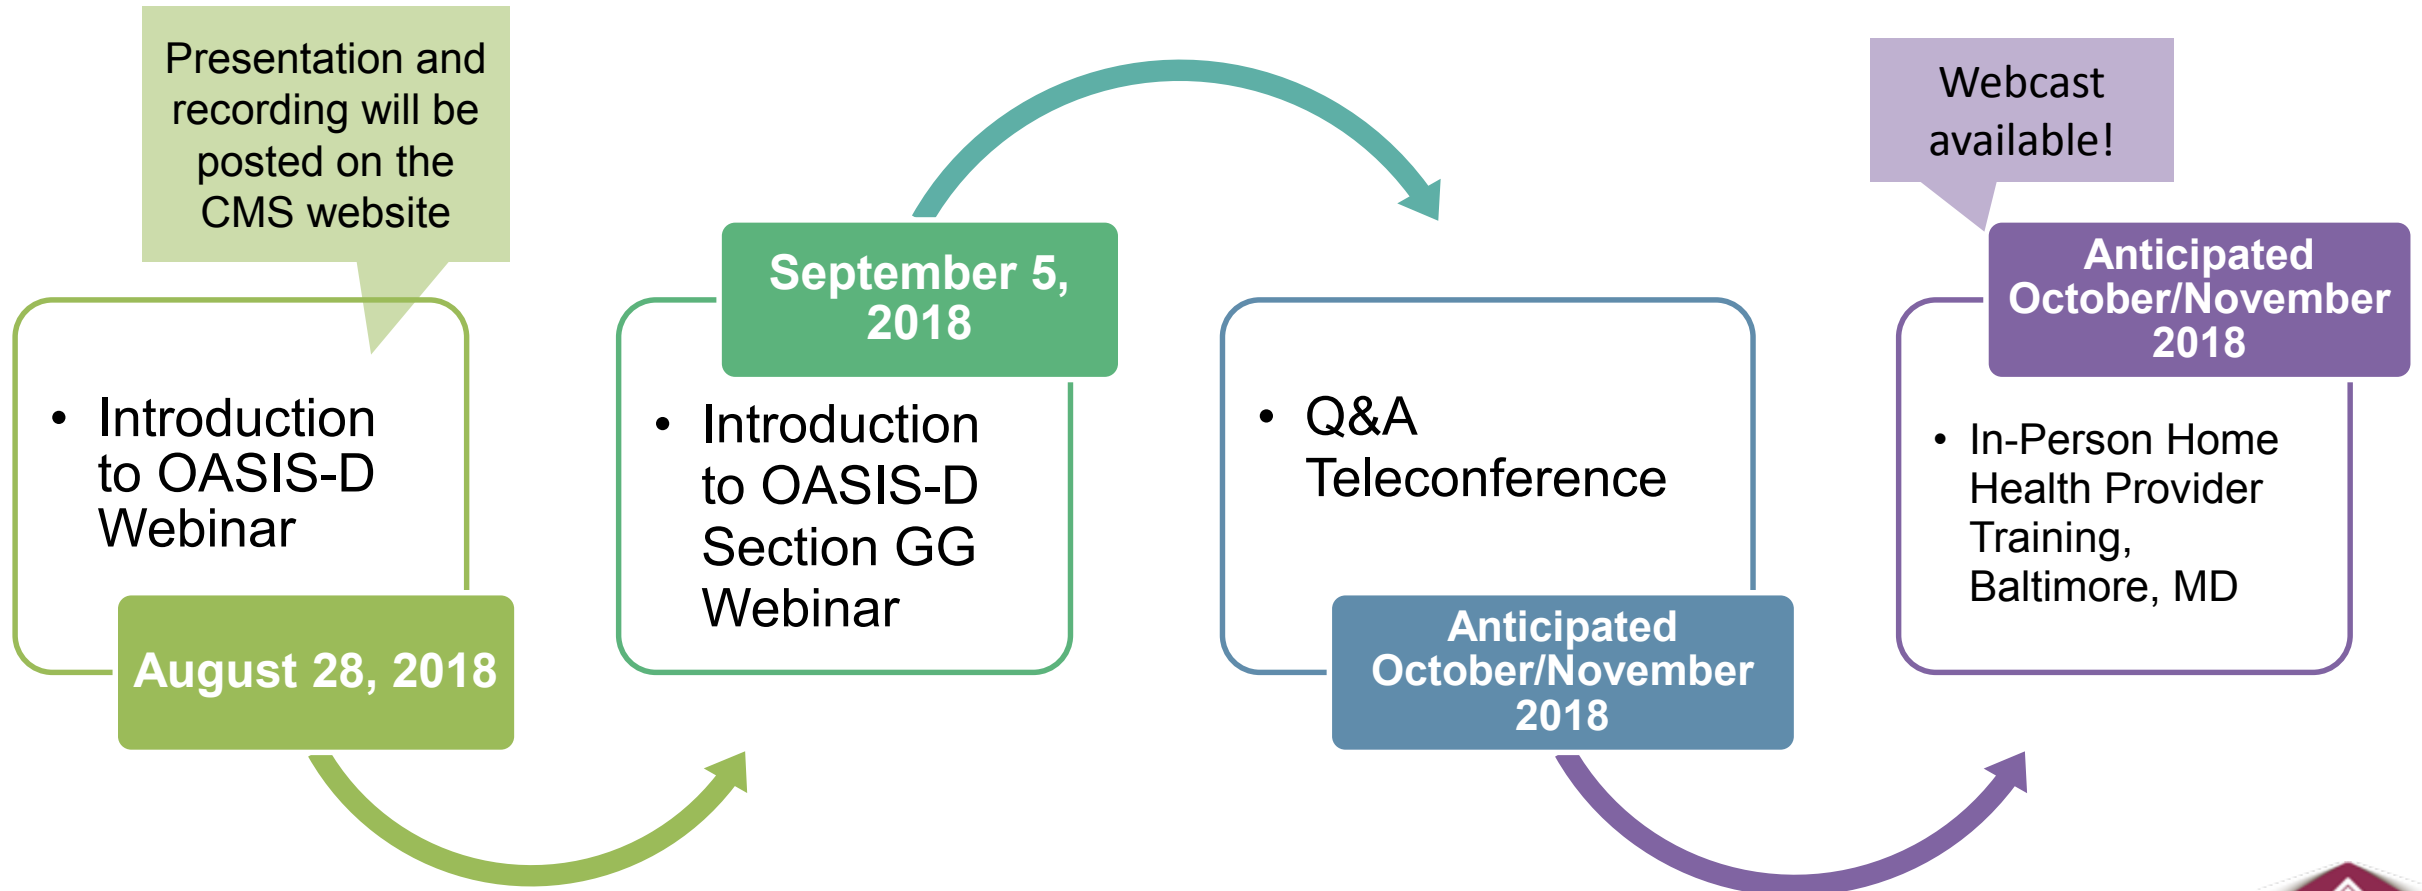 Presentation and
recording will be
posted on the
CMS website
• Introduction
to OASIS-D
Webinar
August 28, 2018
September 5,
2018
• Introduction
to OASIS-D
Section GG
Webinar
• Q&A
Teleconference
Anticipated
October/November
2018
Webcast
available!
Anticipated
October/November
2018
• In-Person Home
Health Provider
Training,
Baltimore, MD